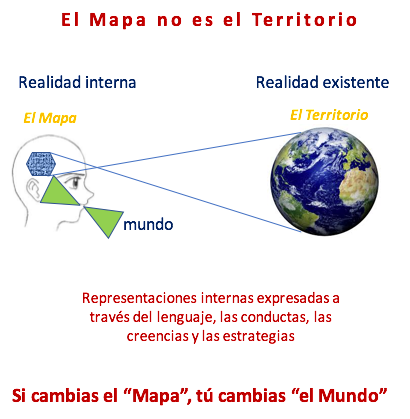 El Mapa no es el Territorio
Realidad interna
Realidad existente
El Mapa
El Territorio
mundo
Representaciones internas expresadas a
través del lenguaje, las conductas, las
creencias y las estrategias
Si cambias el “Mapa”, tú cambias “el Mundo”